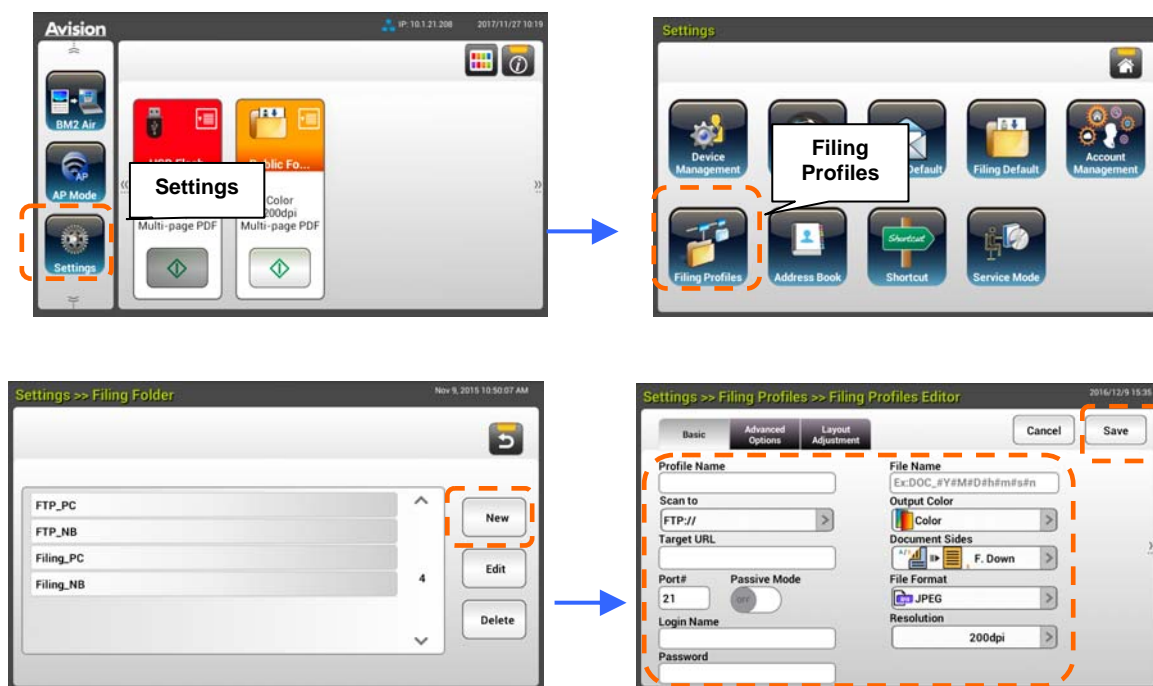 Avision
IP: 10.1.21.208
2017/11/27 10:19
BM2 Air
AP Mode
AP
Settings
blic Fo...
Settings
Color
200dpi
Multi-page PDF
Multi-page PDF
Settings
Device
Management
Default
Filing Default
Account
Management
Filing
Profiles
Filing Profiles
Address Book
Shortcut
Shortcut
Service Mode
Settings >> Filing Folder
Nov 9, 2015 10:50:07 AM
FTP_PC
FTP_NB
Filing_PC
Filing_NB
4
New
Edit
Delete
Settings >> Filing Profiles >> Filing Profiles Editor
2016/12/9 15:35
Basic
Advanced
Options
Layout
Adjustment
Cancel
Save
Profile Name
Scan to
FTP://
Target URL
Port#
Passive Mode
21
OFF
Login Name
Password
File Name
Ex:DOC_#Y#M#D#h#m#s#n
Output Color
Color
Document Sides
F. Down
File Format
JPEG
Resolution
200dpi